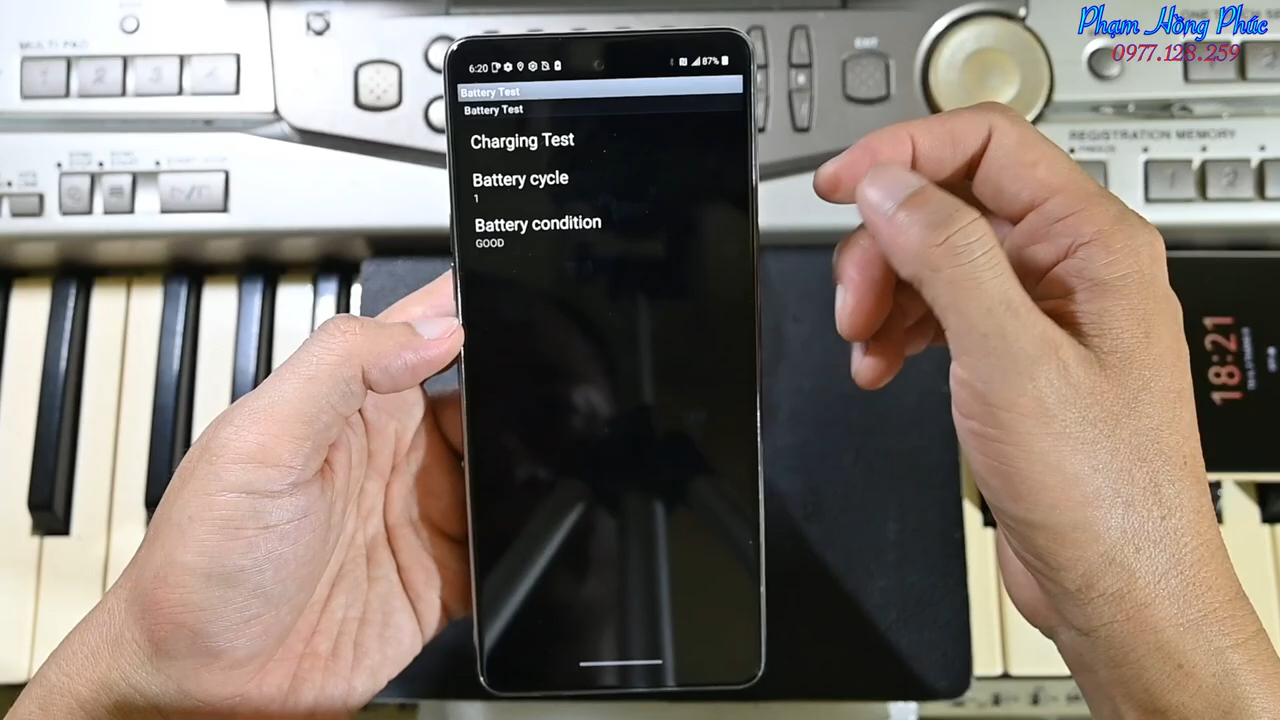 Phạm Hồng Phúc
0977.128.259
MULTI PAD
1 2 3 4
EXIT
REGISTRATION MEMORY
1 2
6:20
87%
Battery Test
Battery Test
Charging Test
Battery cycle
1
Battery condition
GOOD
18:21